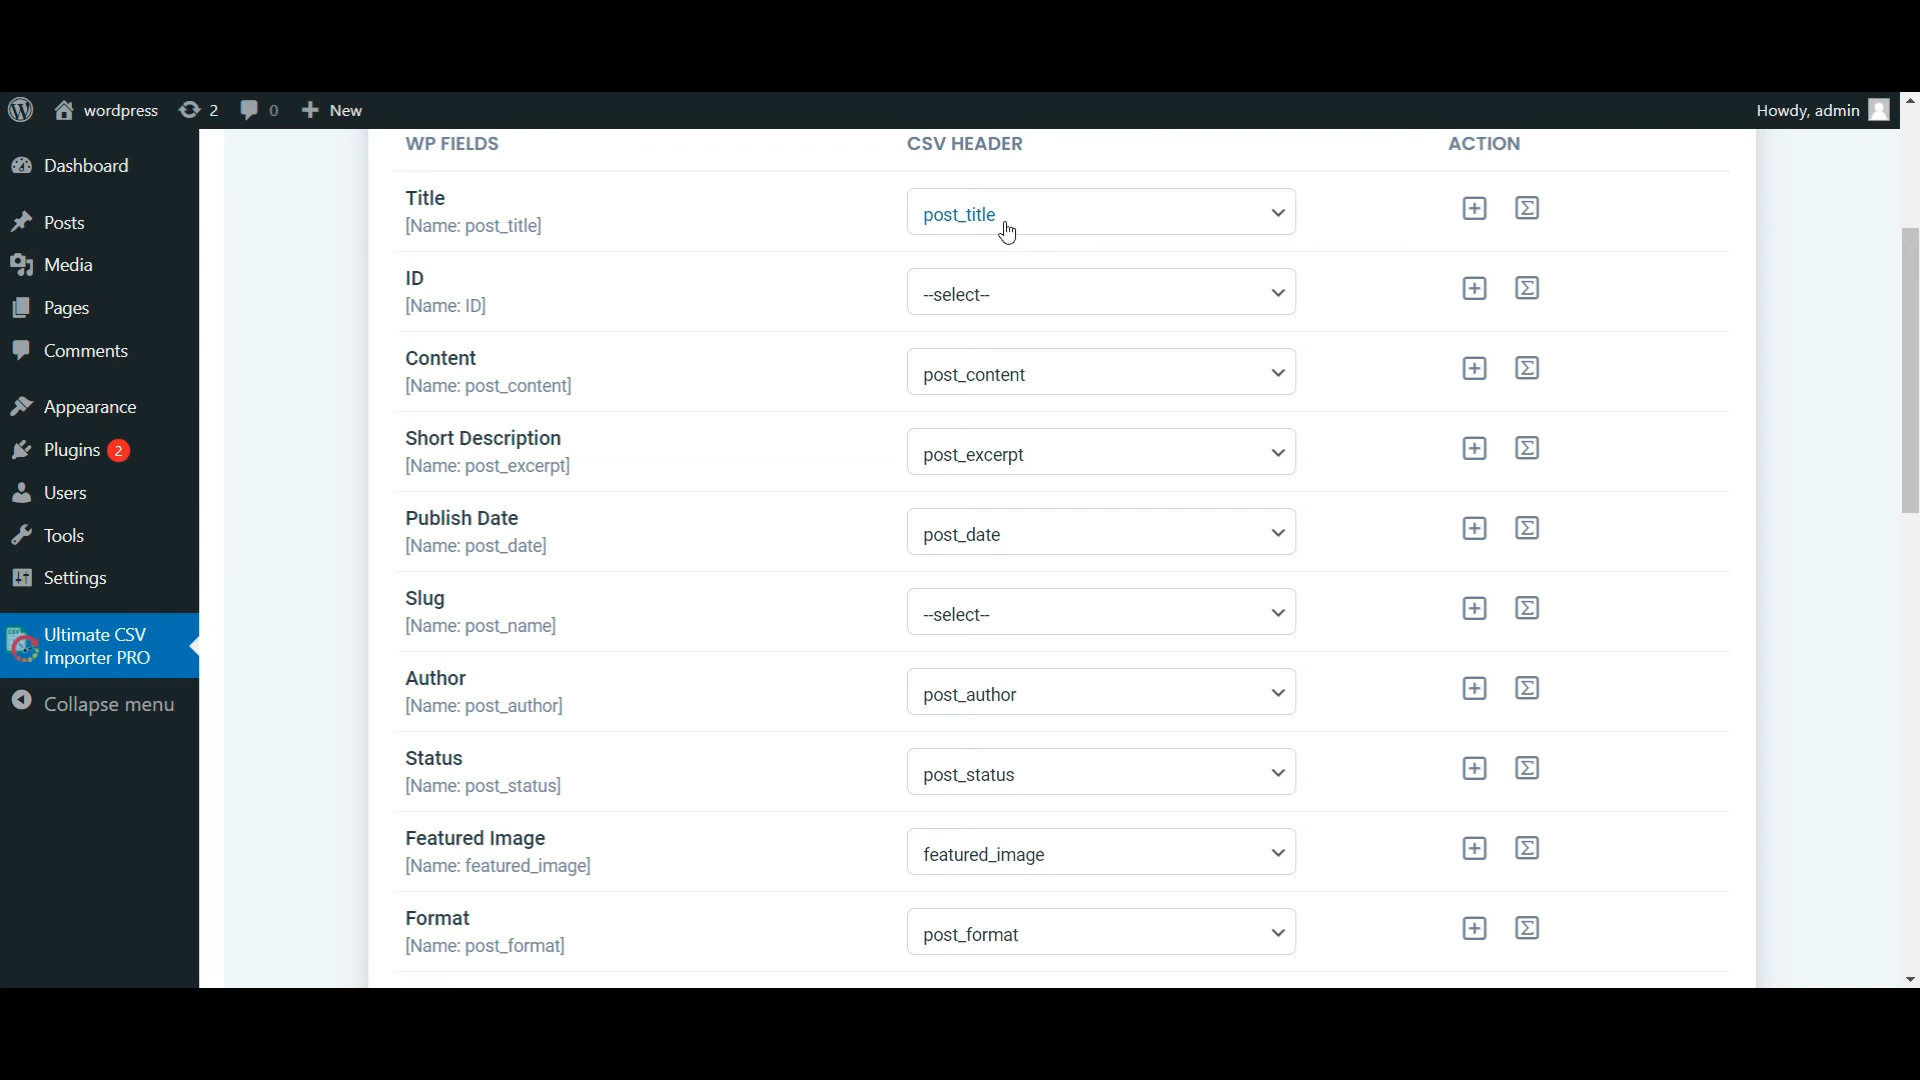 wordpress 2 0 New Howdy, admin
Dashboard
Posts
Media
Pages
Comments
Appearance
Plugins 2
Users
Tools
Settings
Ultimate CSV
Importer PRO
Collapse menu
WP FIELDS CSV HEADER ACTION
Title
[Name: post_title]
post_title
ID
[Name: ID]
--select--
Content
[Name: post_content]
post_content
Short Description
[Name: post_excerpt]
post_excerpt
Publish Date
[Name: post_date]
post_date
Slug
[Name: post_name]
--select--
Author
[Name: post_author]
post_author
Status
[Name: post_status]
post_status
Featured Image
[Name: featured_image]
featured_image
Format
[Name: post_format]
post_format